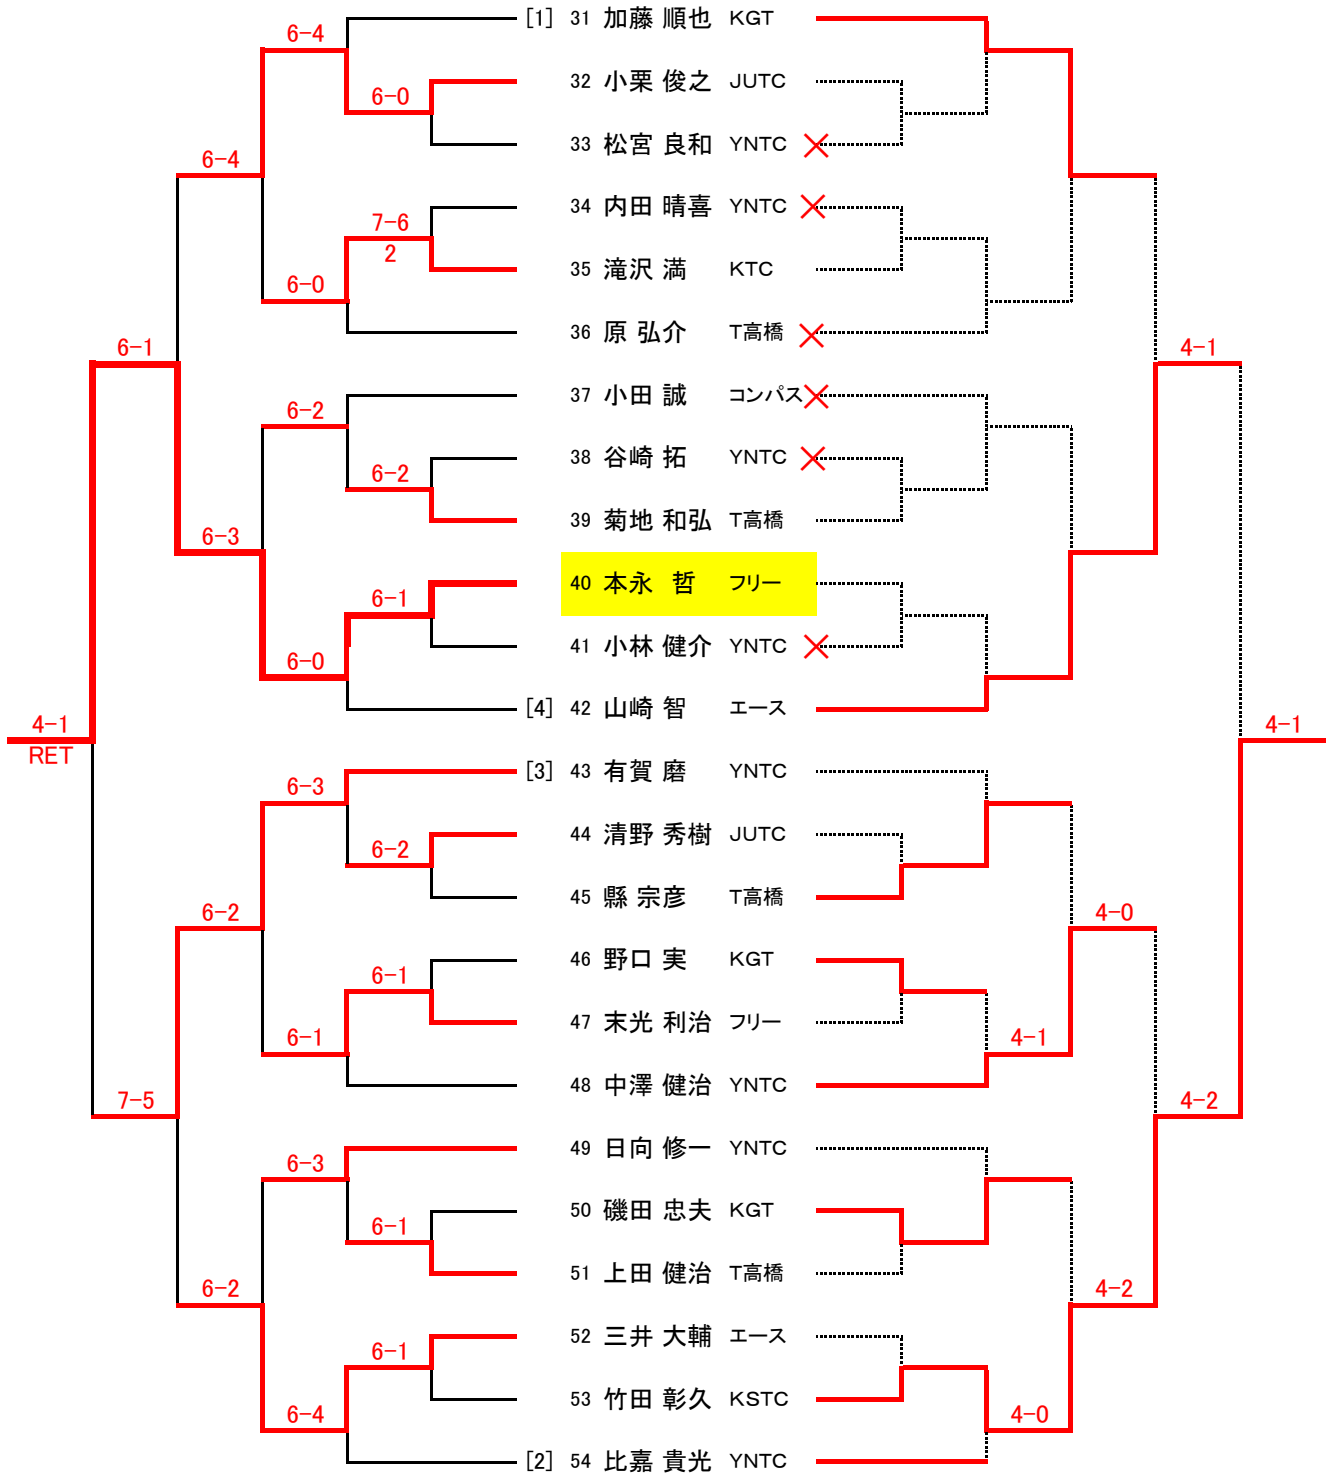 [1] 31 加藤 順也 KGT
6-4
32 小栗 俊之 JUTC
6-0
33 松宮 良和 YNTC
6-4
34 内田 晴喜 YNTC
7-6
2
35 滝沢 満 KTC
6-0
36 原 弘介 T高橋
6-1 4-1
37 小田 誠 コンパス
6-2
38 谷崎 拓 YNTC
6-2
39 菊地 和弘 T高橋
6-3
40 本永 哲 フリー
6-1
41 小林 健介 YNTC
6-0
[4] 42 山崎 智 エース
4-1 4-1
RET
[3] 43 有賀 磨 YNTC
6-3
44 清野 秀樹 JUTC
6-2
45 縣 宗彦 T高橋
6-2 4-0
46 野口 実 KGT
6-1
47 末光 利治 フリー
6-1 4-1
48 中澤 健治 YNTC
7-5 4-2
49 日向 修一 YNTC
6-3
50 磯田 忠夫 KGT
6-1
51 上田 健治 T高橋
6-2 4-2
52 三井 大輔 エース
6-1
53 竹田 彰久 KSTC
6-4 4-0
[2] 54 比嘉 貴光 YNTC